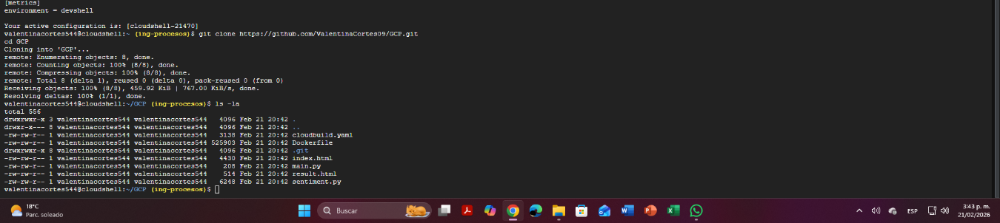 [metrics]
environment = devshell
Your active configuration is: [cloudshell-21470]
valentinacortes544@cloudshell:~ (ing-procesos)$ git clone https://github.com/ValentinaCortes09/GCP.git
cd GCP
Cloning into 'GCP'...
remote: Enumerating objects: 8, done.
remote: Counting objects: 100% (8/8), done.
remote: Compressing objects: 100% (8/8), done.
remote: Total 8 (delta 1), reused 0 (delta 0), pack-reused 0 (from 0)
Receiving objects: 100% (8/8), 459.92 KiB | 767.00 KiB/s, done.
Resolving deltas: 100% (1/1), done.
valentinacortes544@cloudshell:~/GCP (ing-procesos)$ ls -la
total 556
drwxrwxr-x 3 valentinacortes544 valentinacortes544   4096 Feb 21 20:42 .
drwxr-x--- 8 valentinacortes544 valentinacortes544   4096 Feb 21 20:42 ..
-rw-rw-r-- 1 valentinacortes544 valentinacortes544   3138 Feb 21 20:42 cloudbuild.yaml
-rw-rw-r-- 1 valentinacortes544 valentinacortes544 525903 Feb 21 20:42 Dockerfile
drwxrwxr-x 8 valentinacortes544 valentinacortes544   4096 Feb 21 20:42 .git
-rw-rw-r-- 1 valentinacortes544 valentinacortes544   4430 Feb 21 20:42 index.html
-rw-rw-r-- 1 valentinacortes544 valentinacortes544    208 Feb 21 20:42 main.py
-rw-rw-r-- 1 valentinacortes544 valentinacortes544    514 Feb 21 20:42 result.html
-rw-rw-r-- 1 valentinacortes544 valentinacortes544   6248 Feb 21 20:42 sentiment.py
valentinacortes544@cloudshell:~/GCP (ing-procesos)$
18°C
Parc. soleado
Buscar
ESP
3:43 p. m.
21/02/2026